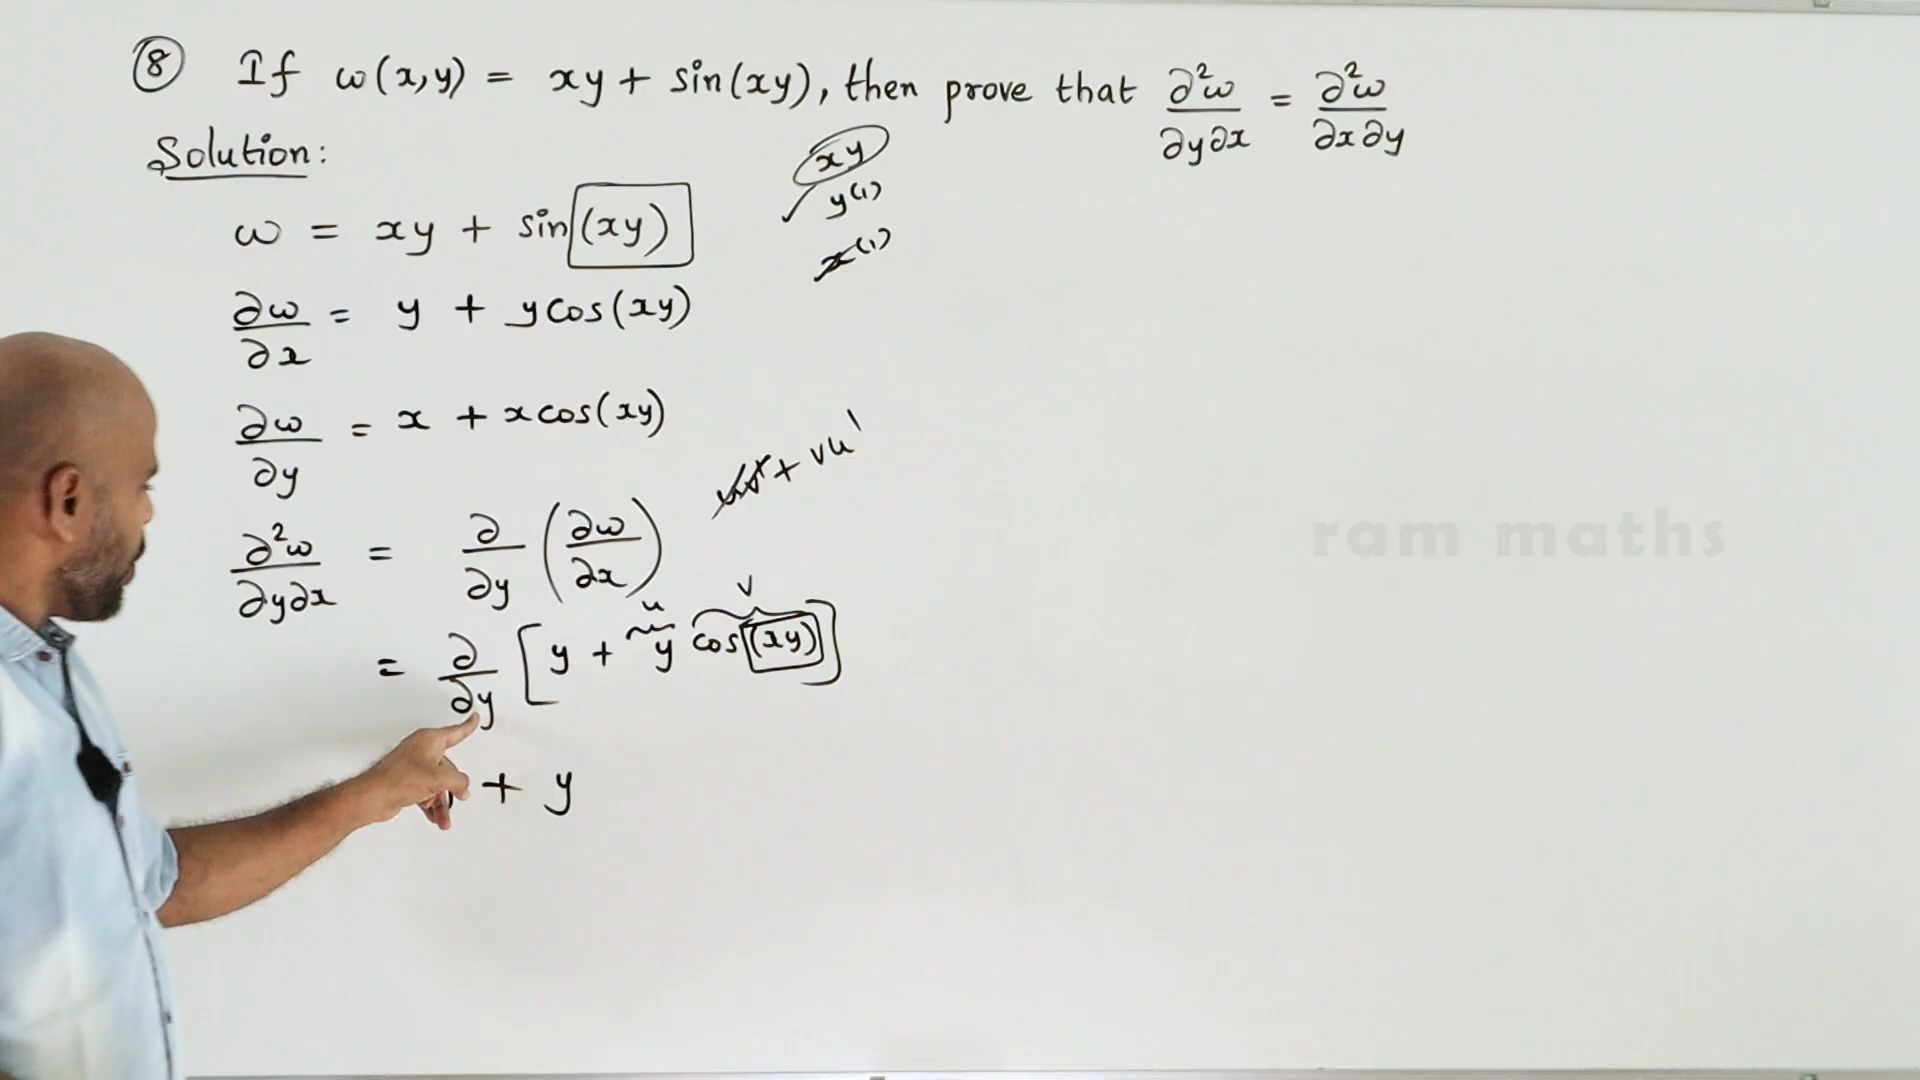 ⑧ If ω(x,y) = xy + sin(xy), then prove that ∂²ω/∂y∂x = ∂²ω/∂x∂y
Solution:
xy
y(1)
x(1)
ω = xy + sin(xy)
∂ω/∂x = y + y cos(xy)
∂ω/∂y = x + x cos(xy)
+ vu'
∂²ω/∂y∂x = ∂/∂y (∂ω/∂x)
u v
= ∂/∂y [y + y cos(xy)]
+ y
ram maths